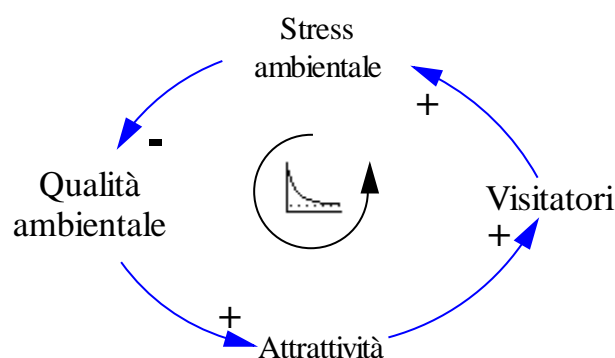 Stress
ambientale
+
-
Qualità
ambientale
Visitatori
+
+
Attrattività